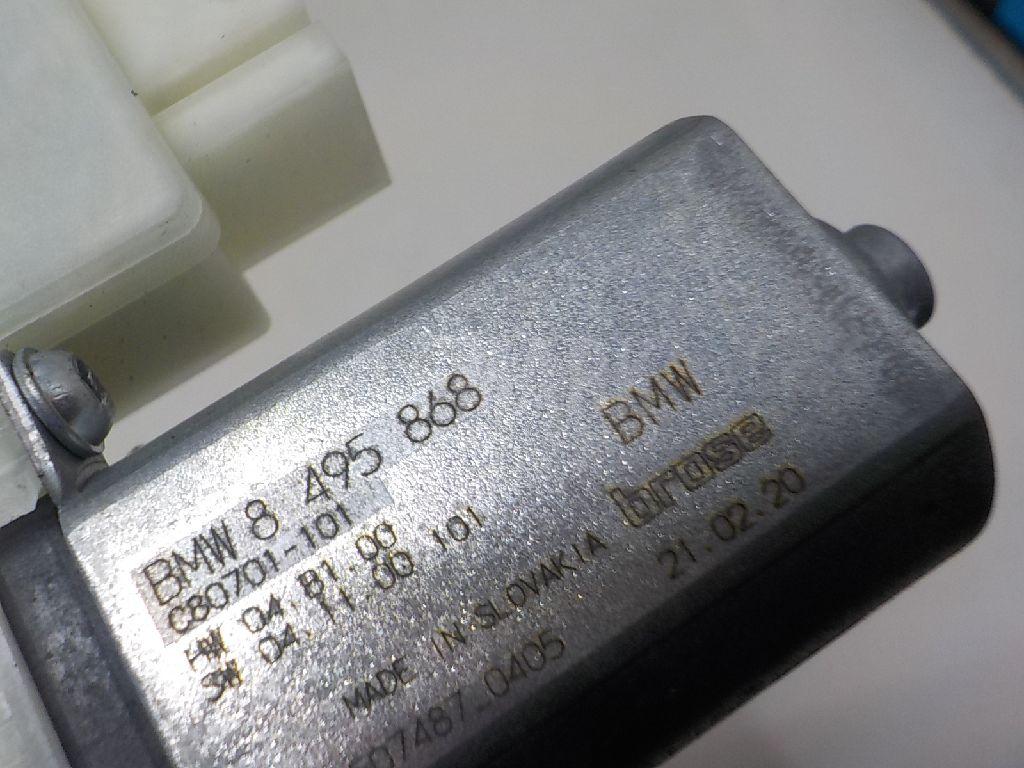 BMW 8 495 868
C80701-101
HW 04.B1.00
SW 04.11.00 101
MADE IN SLOVAKIA
BMW
brose
21.02.20